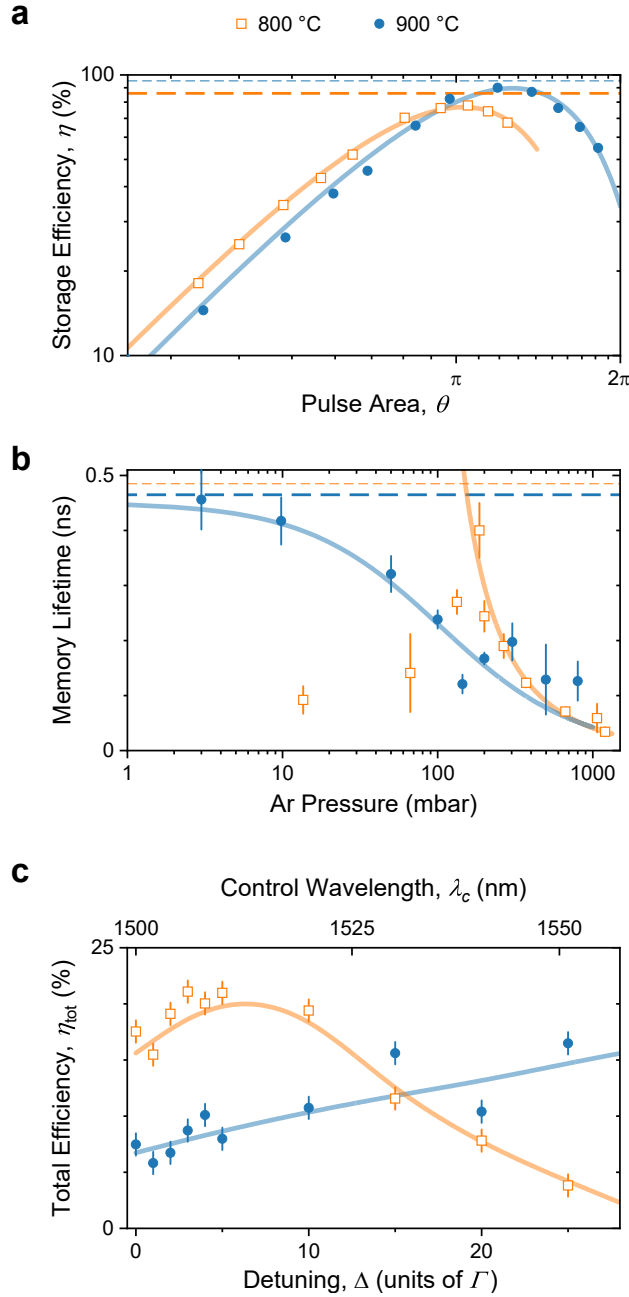 a
800 °C 900 °C
100
10
Storage Efficiency, η (%)
π 2π
Pulse Area, θ
b
0.5
0
Memory Lifetime (ns)
1 10 100 1000
Ar Pressure (mbar)
c
Control Wavelength, λc (nm)
1500 1525 1550
25
0
Total Efficiency, ηtot (%)
0 10 20
Detuning, Δ (units of Γ)